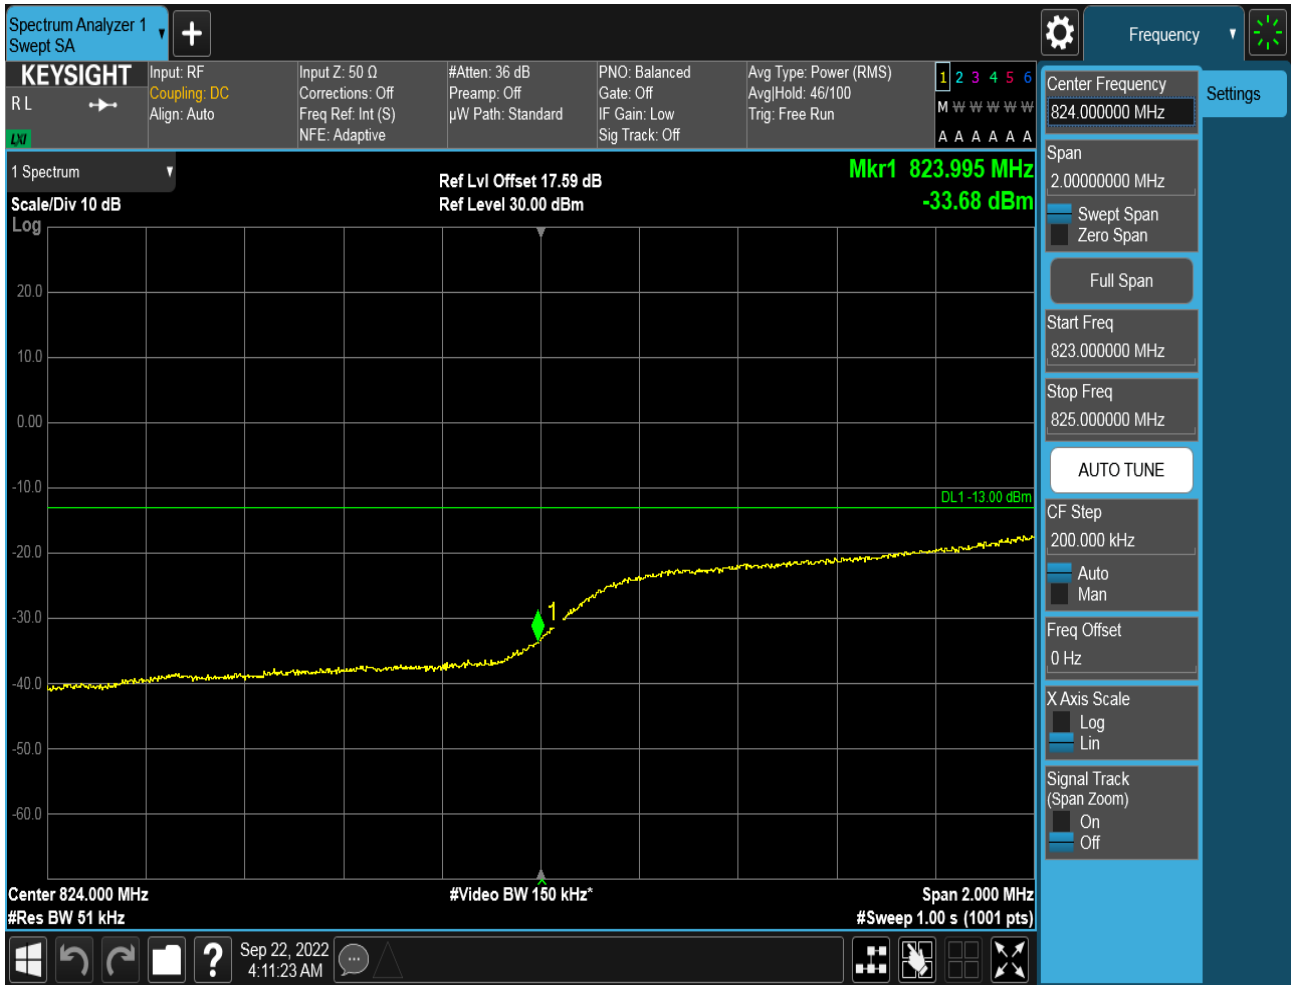 Spectrum Analyzer 1
Swept SA
Frequency
KEYSIGHT
R L
LXI
Input: RF
Coupling: DC
Align: Auto
Input Z: 50 Ω
Corrections: Off
Freq Ref: Int (S)
NFE: Adaptive
#Atten: 36 dB
Preamp: Off
µW Path: Standard
PNO: Balanced
Gate: Off
IF Gain: Low
Sig Track: Off
Avg Type: Power (RMS)
Avg|Hold: 46/100
Trig: Free Run
1 2 3 4 5 6
M W W W W W
A A A A A A
1 Spectrum
Scale/Div 10 dB
Log
Ref Lvl Offset 17.59 dB
Ref Level 30.00 dBm
Mkr1 823.995 MHz
-33.68 dBm
20.0
10.0
0.00
-10.0
-20.0
-30.0
-40.0
-50.0
-60.0
DL1 -13.00 dBm
1
Center 824.000 MHz
#Res BW 51 kHz
#Video BW 150 kHz*
Span 2.000 MHz
#Sweep 1.00 s (1001 pts)
?
Sep 22, 2022
4:11:23 AM
Center Frequency
824.000000 MHz
Settings
Span
2.00000000 MHz
Swept Span
Zero Span
Full Span
Start Freq
823.000000 MHz
Stop Freq
825.000000 MHz
AUTO TUNE
CF Step
200.000 kHz
Auto
Man
Freq Offset
0 Hz
X Axis Scale
Log
Lin
Signal Track
(Span Zoom)
On
Off